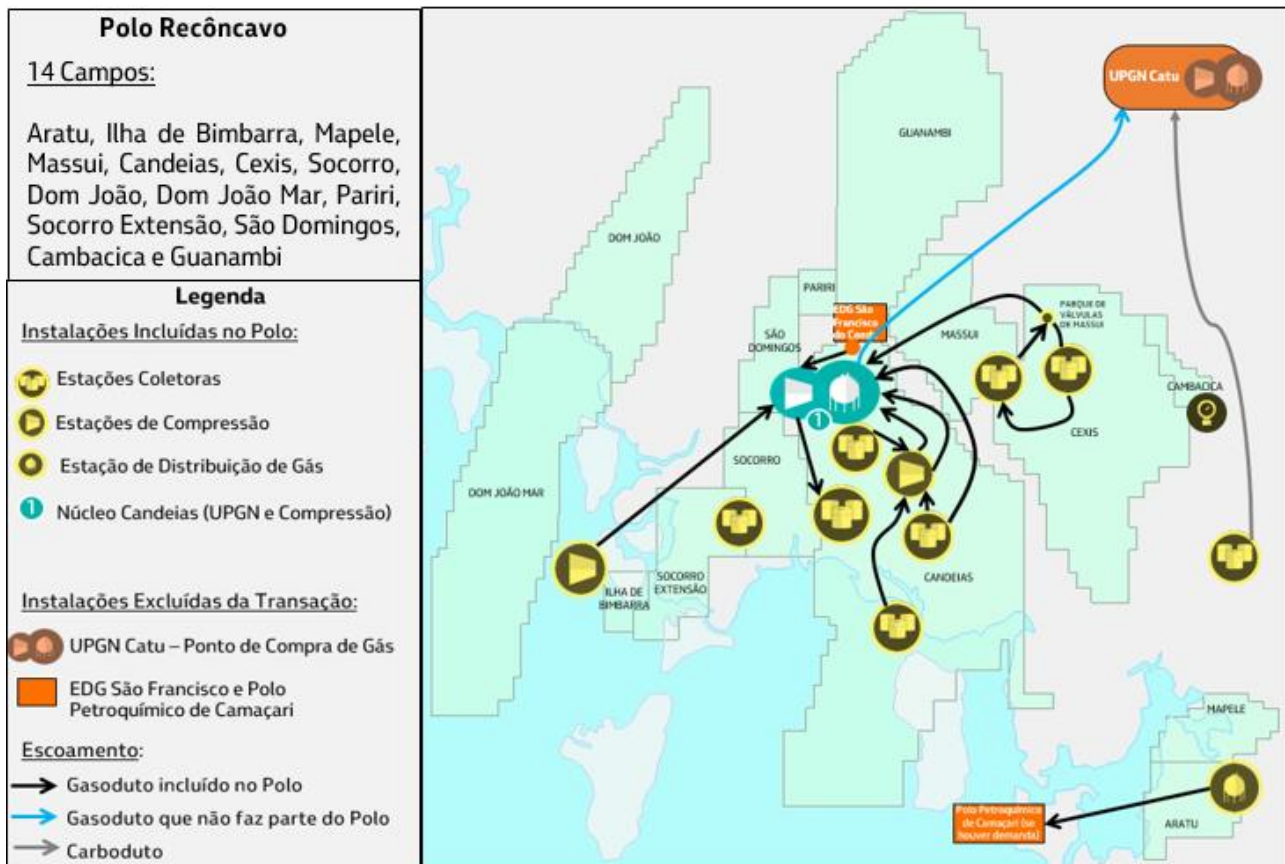 Polo Recôncavo
14 Campos:
Aratu, Ilha de Bimbarra, Mapele,
Massui, Candeias, Cexis, Socorro,
Dom João, Dom João Mar, Pariri,
Socorro Extensão, São Domingos,
Cambacica e Guanambi
Legenda
Instalações Incluídas no Polo:
Estações Coletoras
Estações de Compressão
Estação de Distribuição de Gás
1 Núcleo Candeias (UPGN e Compressão)
Instalações Excluídas da Transação:
UPGN Catu – Ponto de Compra de Gás
EDG São Francisco e Polo
Petroquímico de Camaçari
Escoamento:
Gasoduto incluído no Polo
Gasoduto que não faz parte do Polo
Carboduto
UPGN Catu
GUANAMBI
DOM JOÃO
PARIRI
EDG São
Francisco
do Conde
SÃO
DOMINGOS
MASSUI
PARQUE DE
VÁLVULAS
DE MASSUI
CAMBACICA
1
CEXIS
SOCORRO
DOM JOÃO MAR
SOCORRO
EXTENSÃO
ILHA DE
BIMBARRA
CANDEIAS
MAPELE
Polo Petroquímico
de Camaçari (se
houver demanda)
ARATU